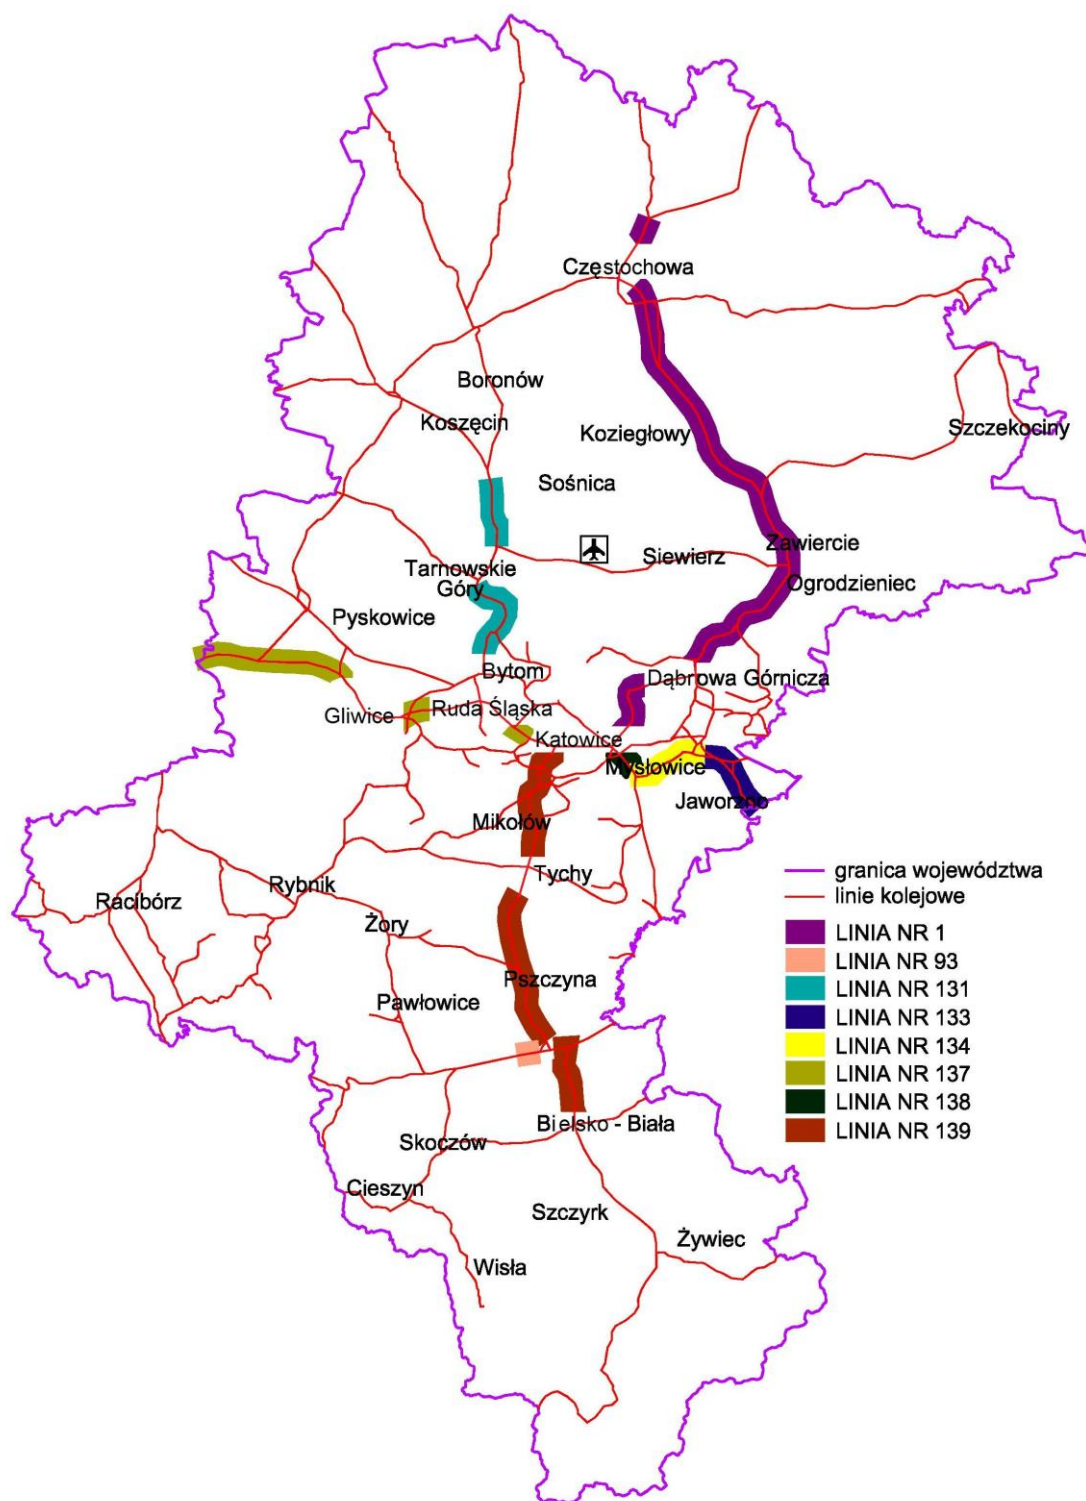 Częstochowa
Boronów
Koszęcin
Koziegłowy
Szczekociny
Sośnica
Zawiercie
Siewierz
Tarnowskie
Góry
Ogrodzieniec
Pyskowice
Bytom
Dąbrowa Górnicza
Gliwice
Ruda Śląska
Katowice
Mysłowice
Jaworzno
Mikołów
Tychy
Rybnik
Racibórz
Żory
Pszczyna
Pawłowice
Bielsko - Biała
Skoczów
Cieszyn
Szczyrk
Żywiec
Wisła
granica województwa
linie kolejowe
LINIA NR 1
LINIA NR 93
LINIA NR 131
LINIA NR 133
LINIA NR 134
LINIA NR 137
LINIA NR 138
LINIA NR 139